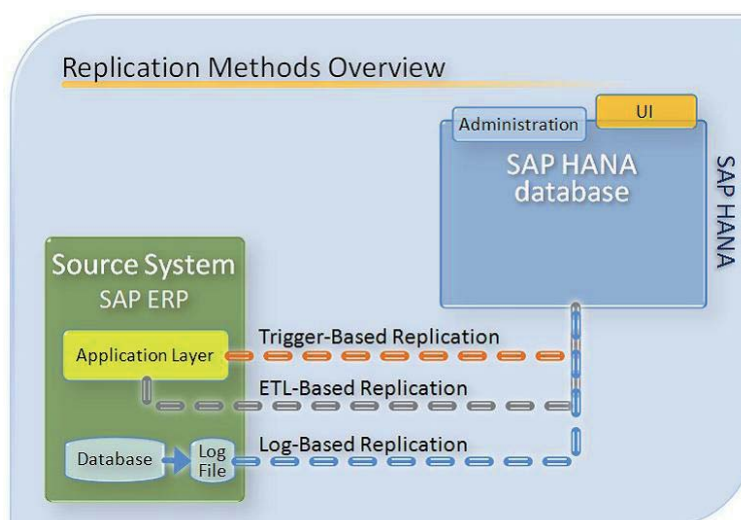 Replication Methods Overview
Administration
UI
SAP HANA
database
SAP HANA
Source System
SAP ERP
Application Layer
Trigger-Based Replication
ETL-Based Replication
Log-Based Replication
Database
Log
File